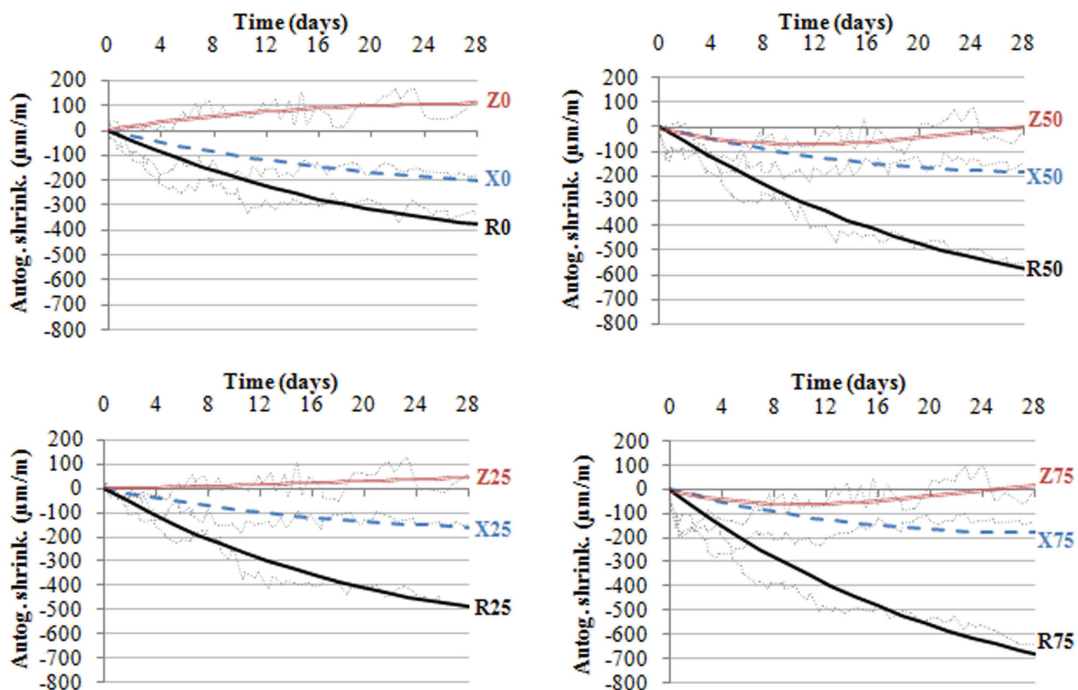 Time (days)
0 4 8 12 16 20 24 28
Autog. shrink. (µm/m)
200
100
0
-100
-200
-300
-400
-500
-600
-700
-800
Z0
X0
R0
Time (days)
0 4 8 12 16 20 24 28
Autog. shrink. (µm/m)
200
100
0
-100
-200
-300
-400
-500
-600
-700
-800
Z50
X50
R50
Time (days)
0 4 8 12 16 20 24 28
Autog. shrink. (µm/m)
200
100
0
-100
-200
-300
-400
-500
-600
-700
-800
Z25
X25
R25
Time (days)
0 4 8 12 16 20 24 28
Autog. shrink. (µm/m)
200
100
0
-100
-200
-300
-400
-500
-600
-700
-800
Z75
X75
R75